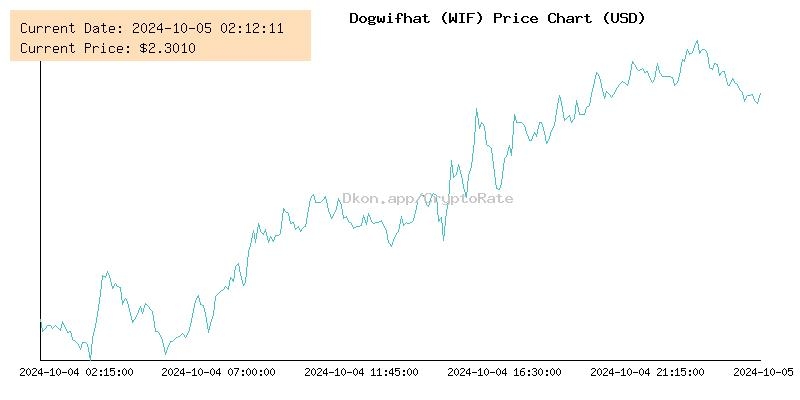 Dogwifhat (WIF) Price Chart (USD)
Current Date: 2024-10-05 02:12:11
Current Price: $2.3010
Dkon.app/CryptoRate
2024-10-04 02:15:00 2024-10-04 07:00:00 2024-10-04 11:45:00 2024-10-04 16:30:00 2024-10-04 21:15:00 2024-10-05